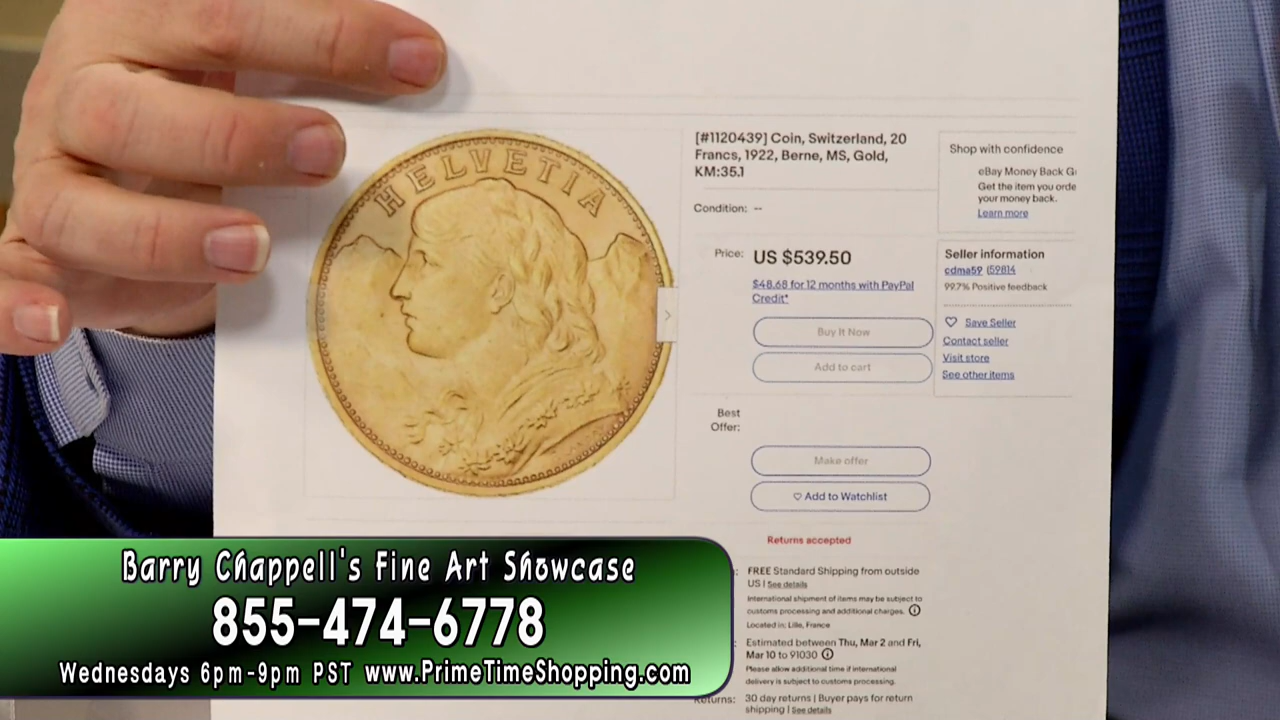 HELVETIA
[#1120439] Coin, Switzerland, 20
Francs, 1922, Berne, MS, Gold,
KM:35.1
Condition: --
Price: US $539.50
$48.68 for 12 months with PayPal
Credit*
Buy It Now
Add to cart
Best
Offer:
Make offer
Add to Watchlist
Returns accepted
FREE Standard Shipping from outside
US | See details
International shipment of items may be subject to
customs processing and additional charges.
Located in: Lille, France
Estimated between Thu, Mar 2 and Fri,
Mar 10 to 91030
Please allow additional time if international
delivery is subject to customs processing.
Returns: 30 day returns | Buyer pays for return
shipping | See details
Shop with confidence
eBay Money Back
Get the item you orde
your money back.
Learn more
Seller information
cdma59
99.7% Positive feedback
Save Seller
Contact seller
Visit store
See other items
Barry Chappell's Fine Art Showcase
855-474-6778
Wednesdays 6pm-9pm PST www.PrimeTimeShopping.com